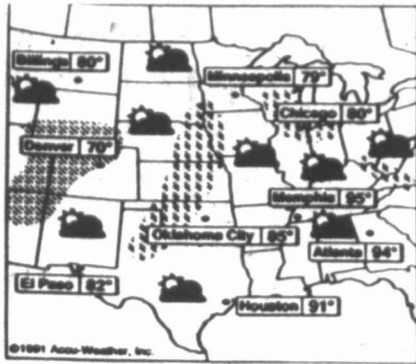 Billings 80°
Minneapolis 79°
Chicago 80°
Denver 70°
Memphis 95°
Oklahoma City 85°
Atlanta 94°
El Paso 82°
Houston 91°
©1991 Accu-Weather, Inc.